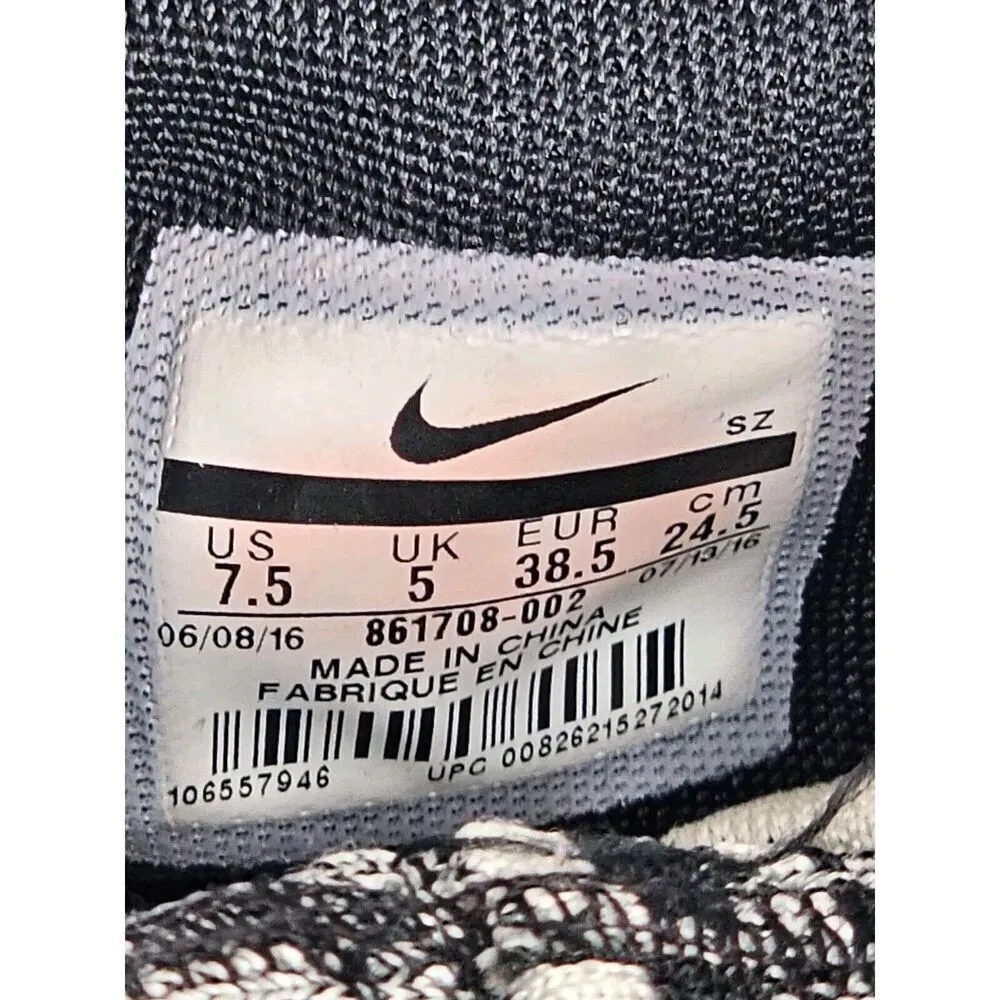 SZ
US UK EUR cm
7.5 5 38.5 24.5
06/08/16 861708-002 07/13/16
MADE IN CHINA
FABRIQUE EN CHINE
106557946 UPC 00826215272014